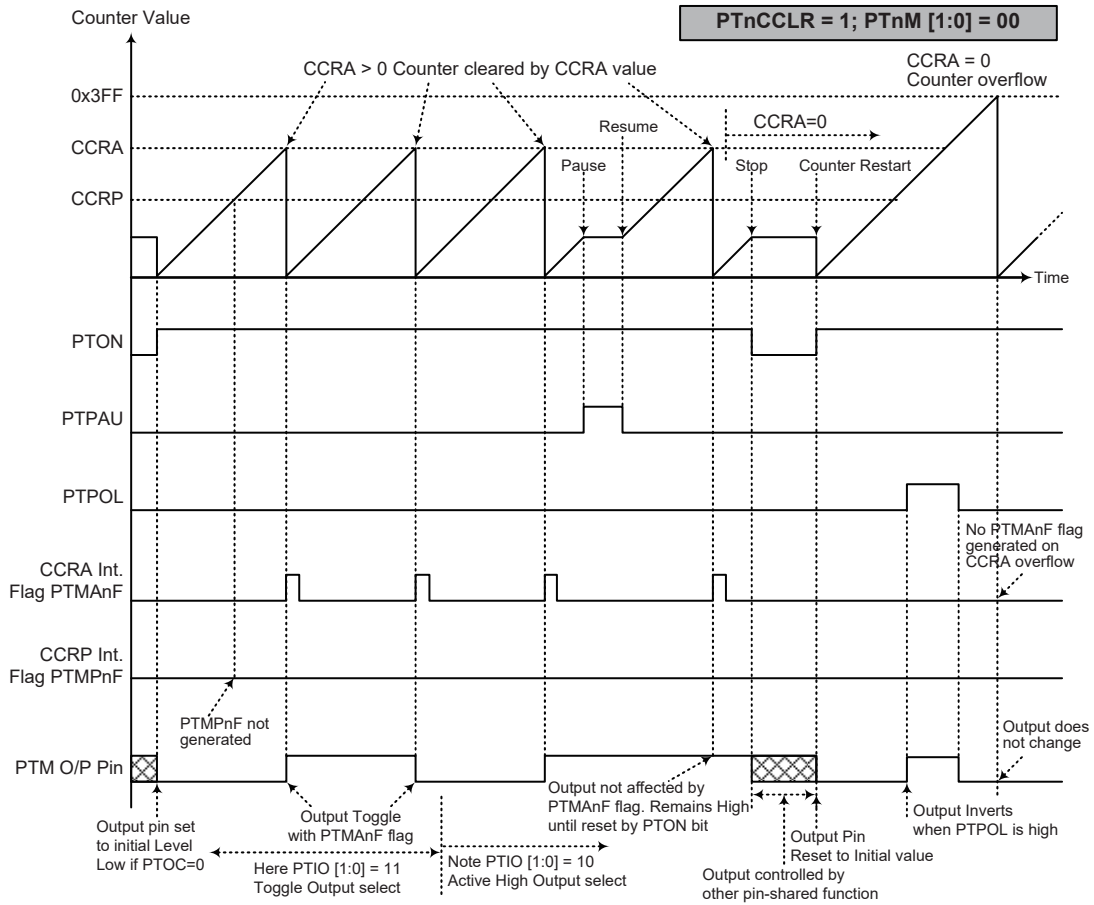 Counter Value
PTnCCLR = 1; PTnM [1:0] = 00
CCRA > 0 Counter cleared by CCRA value
CCRA = 0
Counter overflow
0x3FF
Resume
CCRA=0
CCRA
Pause
Stop
Counter Restart
CCRP
Time
PTON
PTPAU
PTPOL
No PTMAnF flag
generated on
CCRA overflow
CCRA Int.
Flag PTMAnF
CCRP Int.
Flag PTMPnF
PTMPnF not
generated
Output does
not change
PTM O/P Pin
Output pin set
to initial Level
Low if PTOC=0
Output Toggle
with PTMAnF flag
Output not affected by
PTMAnF flag. Remains High
until reset by PTON bit
Output Inverts
when PTPOL is high
Output Pin
Reset to Initial value
Here PTIO [1:0] = 11
Toggle Output select
Note PTIO [1:0] = 10
Active High Output select
Output controlled by
other pin-shared function